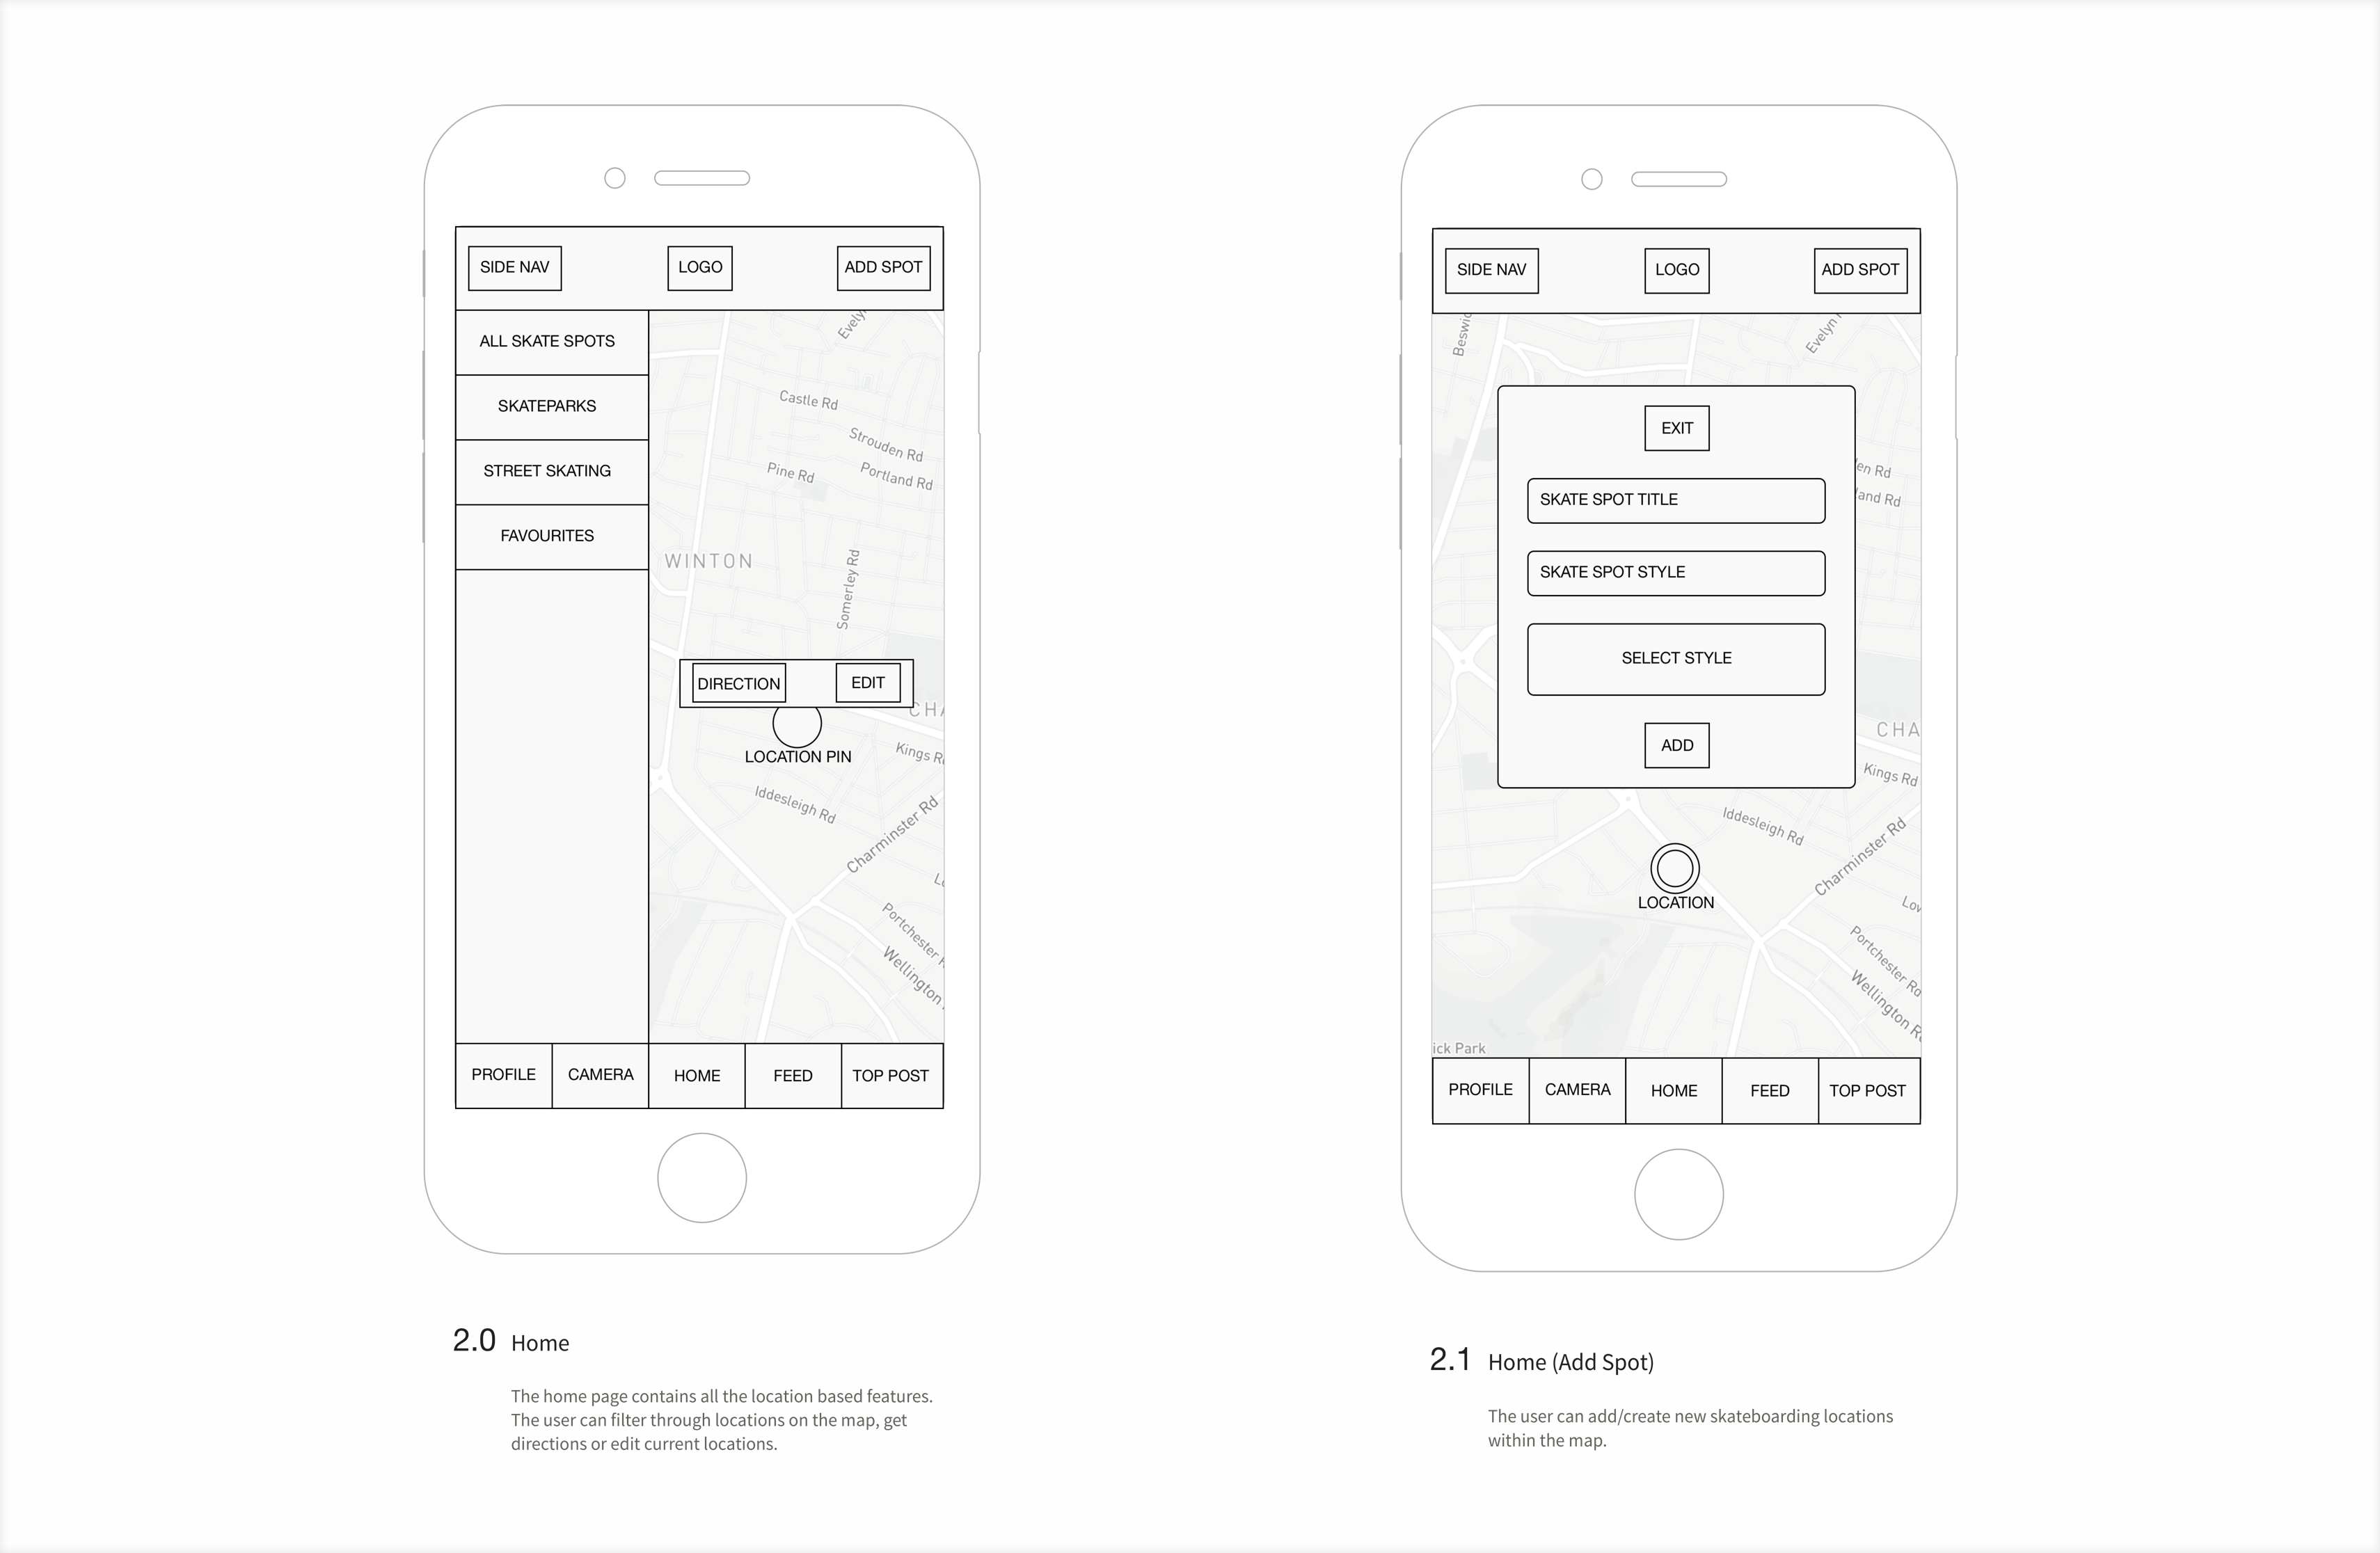 SIDE NAV
LOGO
ADD SPOT
ALL SKATE SPOTS
SKATEPARKS
STREET SKATING
FAVOURITES
Castle Rd
Strouden Rd
Pine Rd
Portland Rd
WINTON
Somerley Rd
DIRECTION
EDIT
CHA
LOCATION PIN
Kings R
Iddesleigh Rd
Charminster Rd
Portchester
Wellington
PROFILE
CAMERA
HOME
FEED
TOP POST
2.0 Home
The home page contains all the location based features.
The user can filter through locations on the map, get
directions or edit current locations.
SIDE NAV
LOGO
ADD SPOT
Beswic
Evelyn
EXIT
SKATE SPOT TITLE
en Rd
and Rd
SKATE SPOT STYLE
SELECT STYLE
CHA
ADD
Kings Rd
Iddesleigh Rd
Charminster Rd
LOCATION
Low
Portchester Rd
Wellington R
ick Park
PROFILE
CAMERA
HOME
FEED
TOP POST
2.1 Home (Add Spot)
The user can add/create new skateboarding locations
within the map.